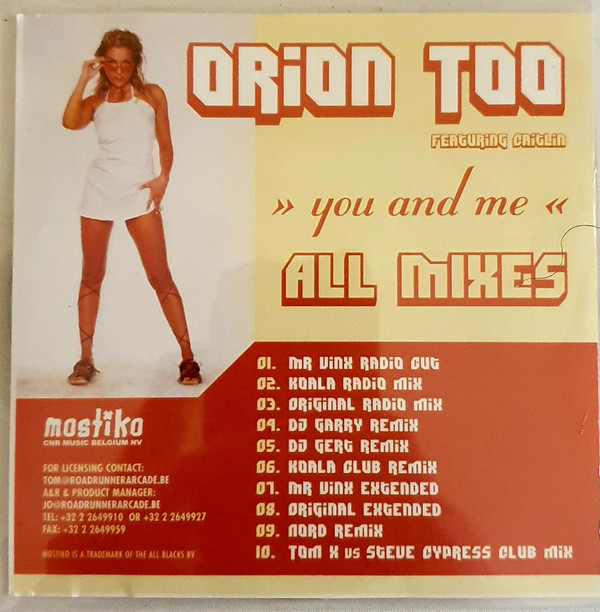 ORION TOO
FEATURING CAITLIN
» you and me «
ALL MIXES
01. MR VINX RADIO CUT
02. KOALA RADIO MIX
03. ORIGINAL RADIO MIX
04. DJ GARRY REMIX
05. DJ GERT REMIX
06. KOALA CLUB REMIX
07. MR VINX EXTENDED
08. ORIGINAL EXTENDED
09. NORD REMIX
10. TOM X VS STEVE CYPRESS CLUB MIX
mostiko
CNR MUSIC BELGIUM NV
FOR LICENSING CONTACT:
TOM@ROADRUNNERARCADE.BE
A&R & PRODUCT MANAGER:
JO@ROADRUNNERARCADE.BE
TEL: +32 2 2649910 OR +32 2 2649927
FAX: +32 2 2649959
MOSTIKO IS A TRADEMARK OF THE ALL BLACKS BV